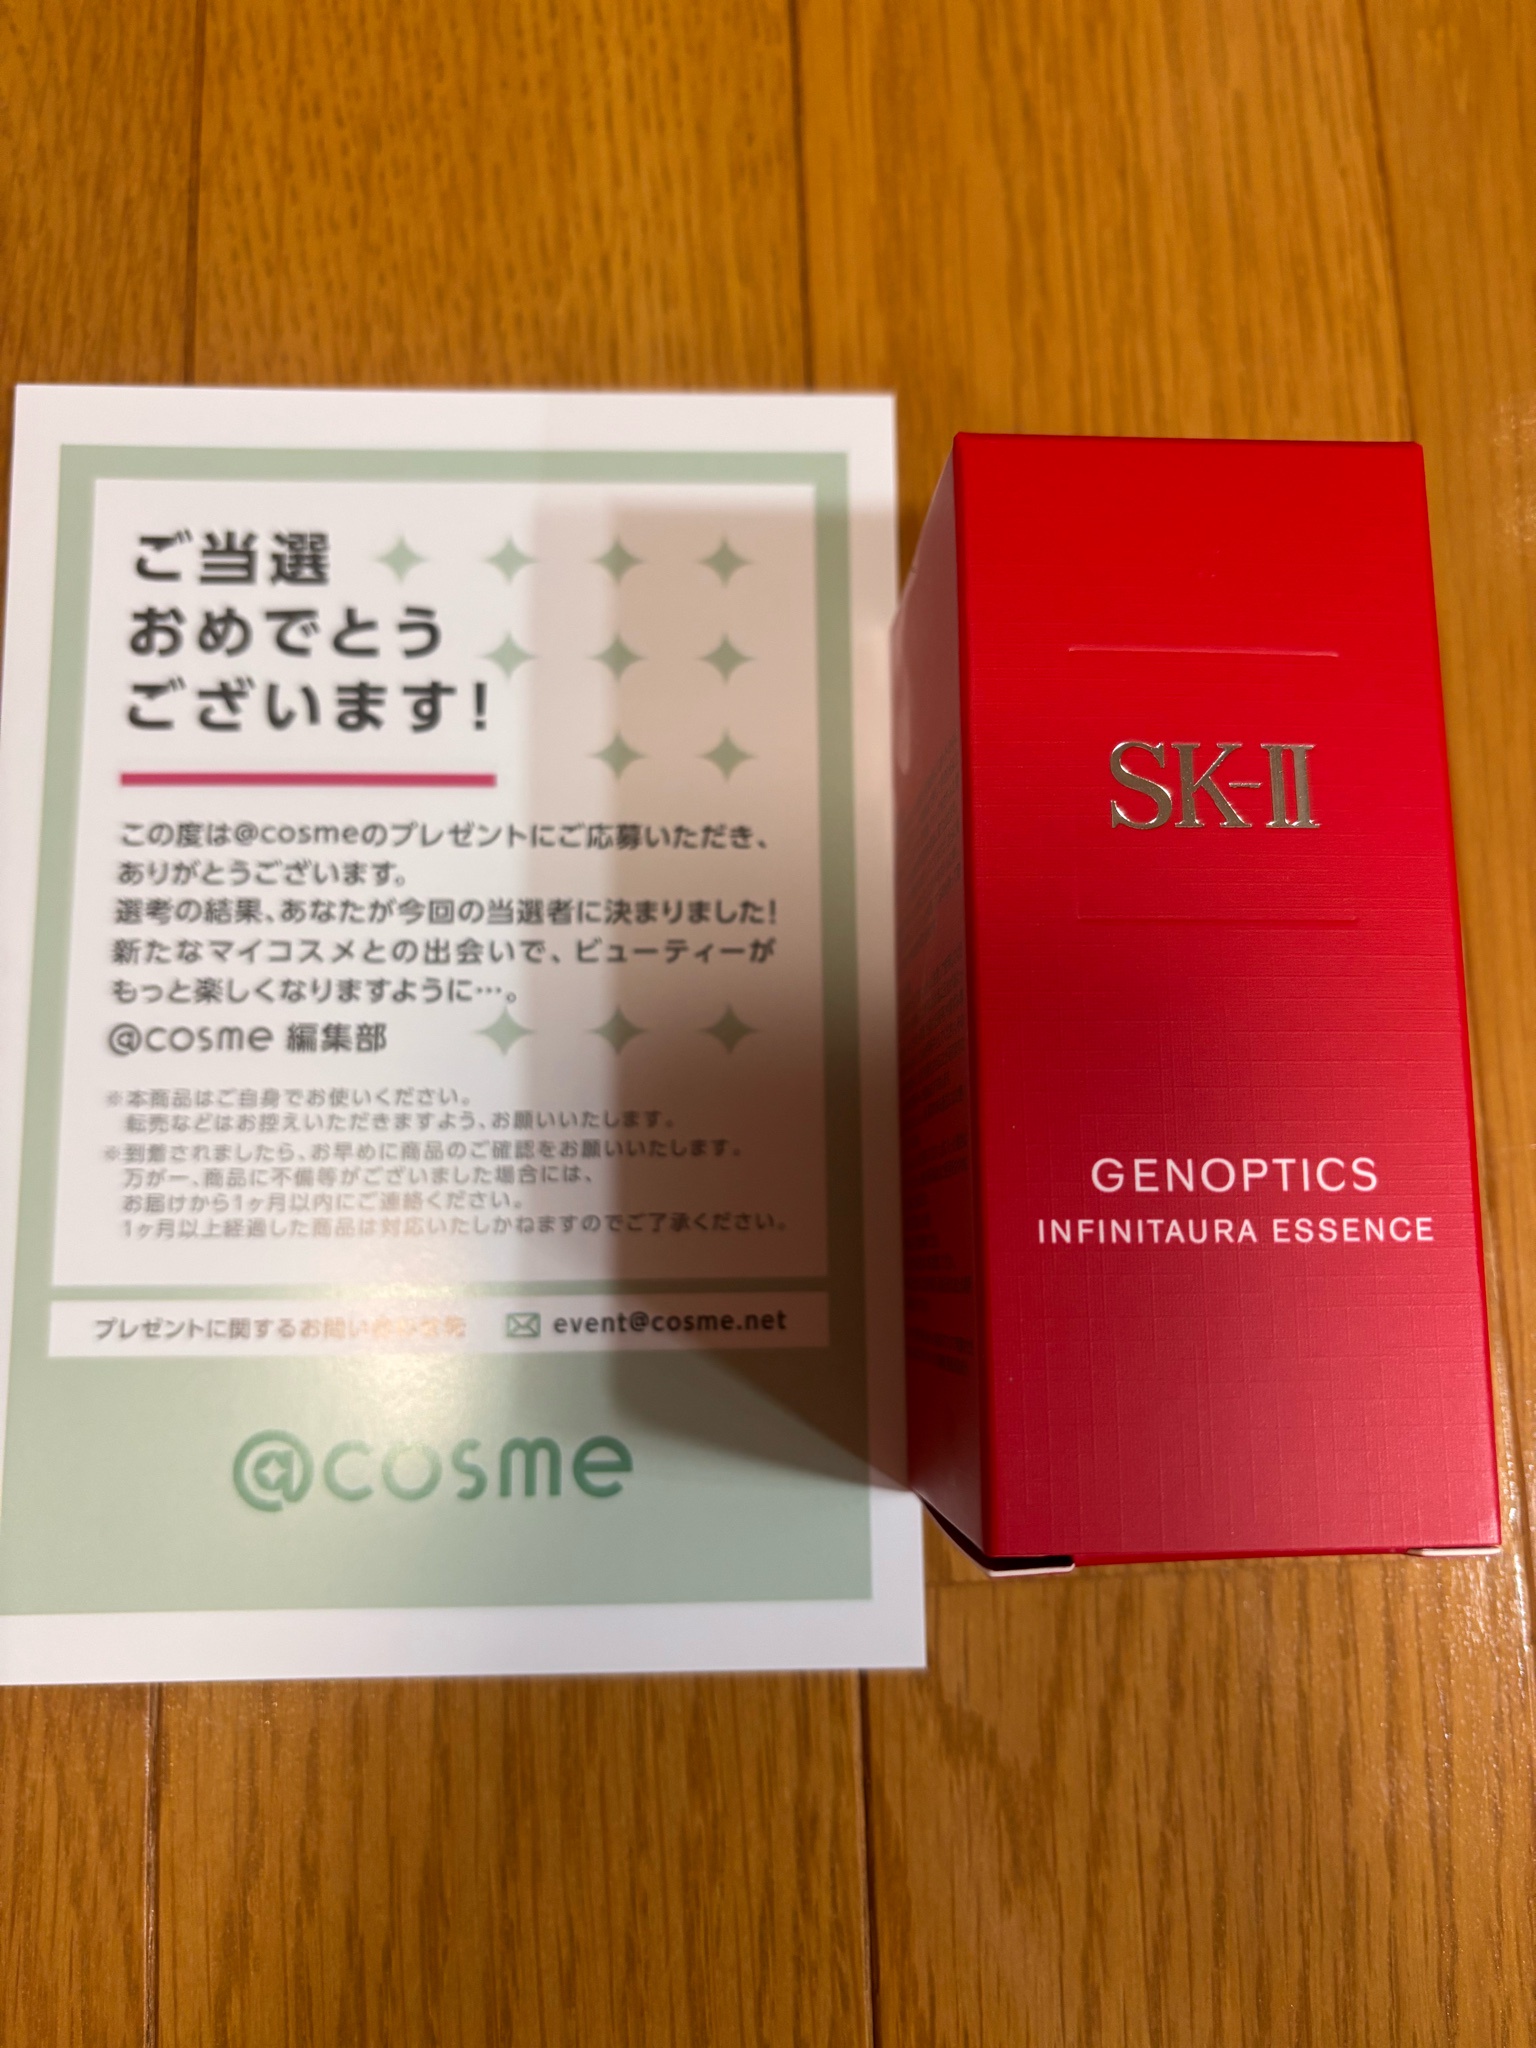 ご当選
おめでとう
ございます!
この度は@cosmeのプレゼントにご応募いただき、
ありがとうございます。
選考の結果、あなたが今回の当選者に決まりました!
新たなマイコスメとの出会いで、ビューティーが
もっと楽しくなりますように…。
@cosme 編集部
※本商品はご自身でお使いください。
転売などはお控えいただきますよう、お願いいたします。
※到着されましたら、お早めに商品のご確認をお願いいたします。
万が一、商品に不備等がございました場合には、
お届けから1ヶ月以内にご連絡ください。
1ヶ月以上経過した商品は対応いたしかねますのでご了承ください。
プレゼントに関するお問い合わせ先
event@cosme.net
@cosme
SK-II
GENOPTICS
INFINITAURA ESSENCE